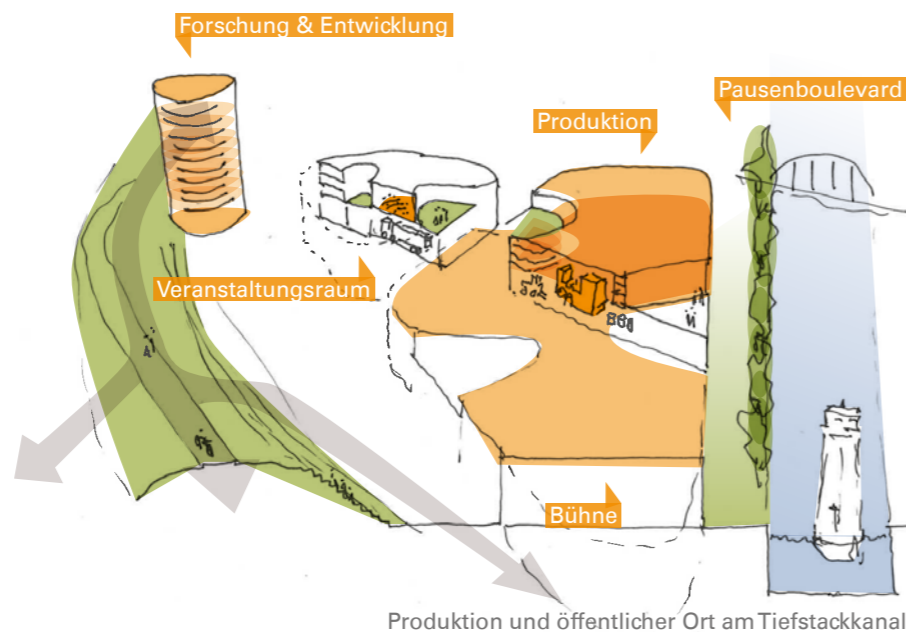 Forschung & Entwicklung
Pausenboulevard
Produktion
Veranstaltungsraum
Bühne
Produktion und öffentlicher Ort am Tiefstackkanal